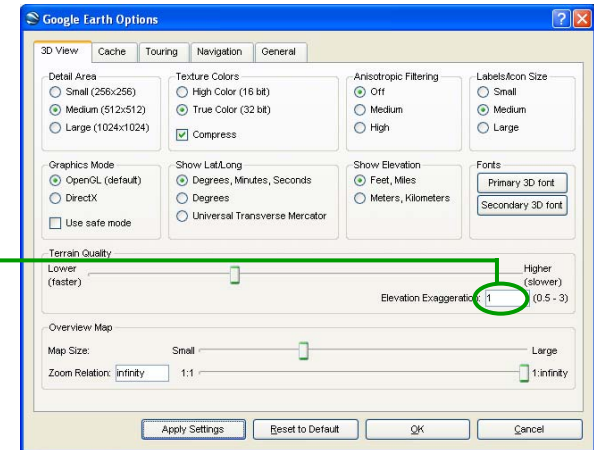 Google Earth Options
3D View Cache Touring Navigation General
Detail Area Texture Colors Anisotropic Filtering Labels/Icon Size
Small (256x256) High Color (16 bit) Off Small
Medium (512x512) True Color (32 bit) Medium Medium
Large (1024x1024) Compress High Large
Graphics Mode Show Lat/Long Show Elevation Fonts
OpenGL (default) Degrees, Minutes, Seconds Feet, Miles Primary 3D font
DirectX Degrees Meters, Kilometers Secondary 3D font
Use safe mode Universal Transverse Mercator
Terrain Quality
Lower Higher
(faster) (slower)
Elevation Exaggeration: 1 (0.5 - 3)
Overview Map
Map Size: Small Large
Zoom Relation: infinity 1:1 1:infinity
Apply Settings Reset to Default OK Cancel